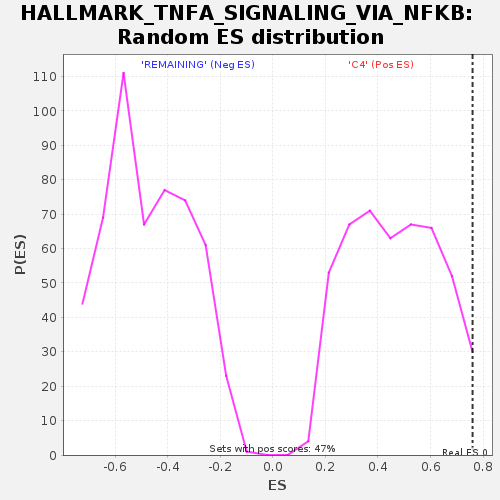 HALLMARK_TNFA_SIGNALING_VIA_NFKB:
Random ES distribution
'REMAINING' (Neg ES)
'C4' (Pos ES)
110
100
90
80
70
60
50
40
30
20
10
0
P(ES)
Sets with pos scores: 47%
Real ES 0
-0.6
-0.4
-0.2
0.0
0.2
0.4
0.6
0.8
ES